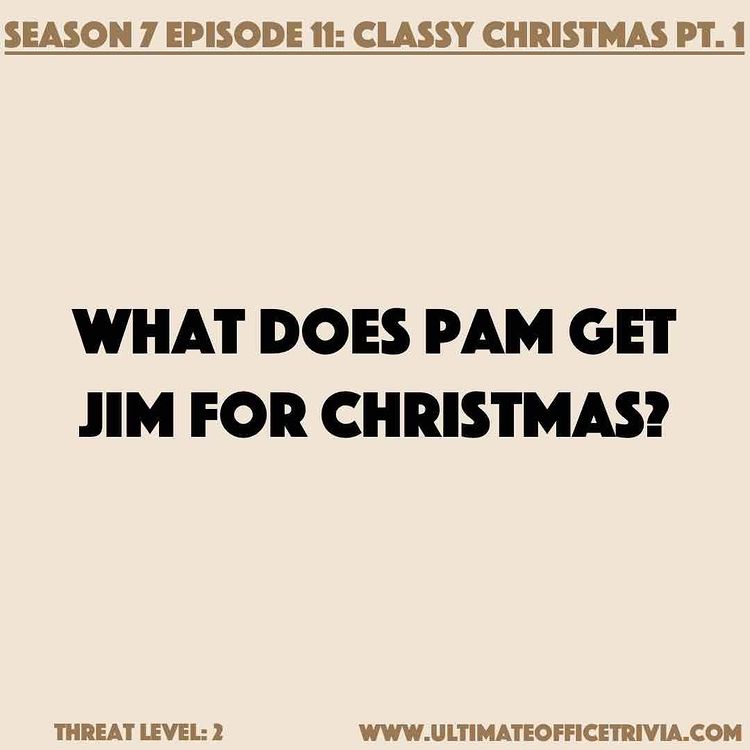 SEASON 7 EPISODE 11: CLASSY CHRISTMAS PT. 1
WHAT DOES PAM GET
JIM FOR CHRISTMAS?
THREAT LEVEL: 2
WWW.ULTIMATEOFFICETRIVIA.COM